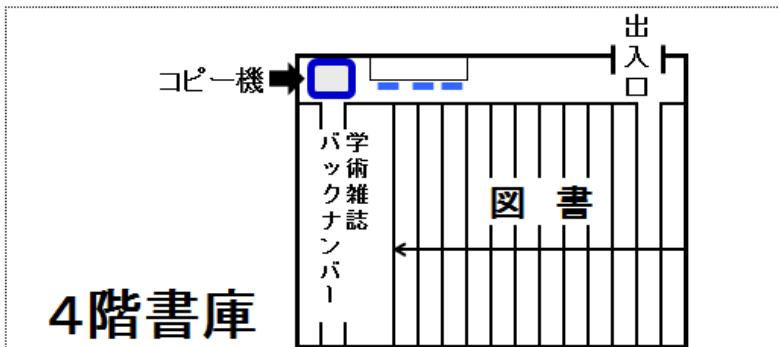 出入口
コピー機
学術雑誌
バックナンバー
図書
4階書庫